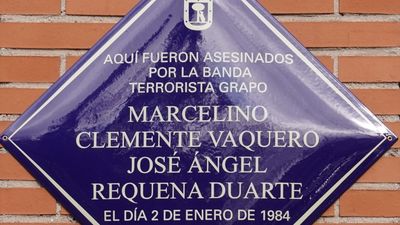 AQUÍ FUERON ASESINADOS
POR LA BANDA
TERRORISTA GRAPO
MARCELINO
CLEMENTE VAQUERO
JOSÉ ÁNGEL
REQUENA DUARTE
EL DÍA 2 DE ENERO DE 1984